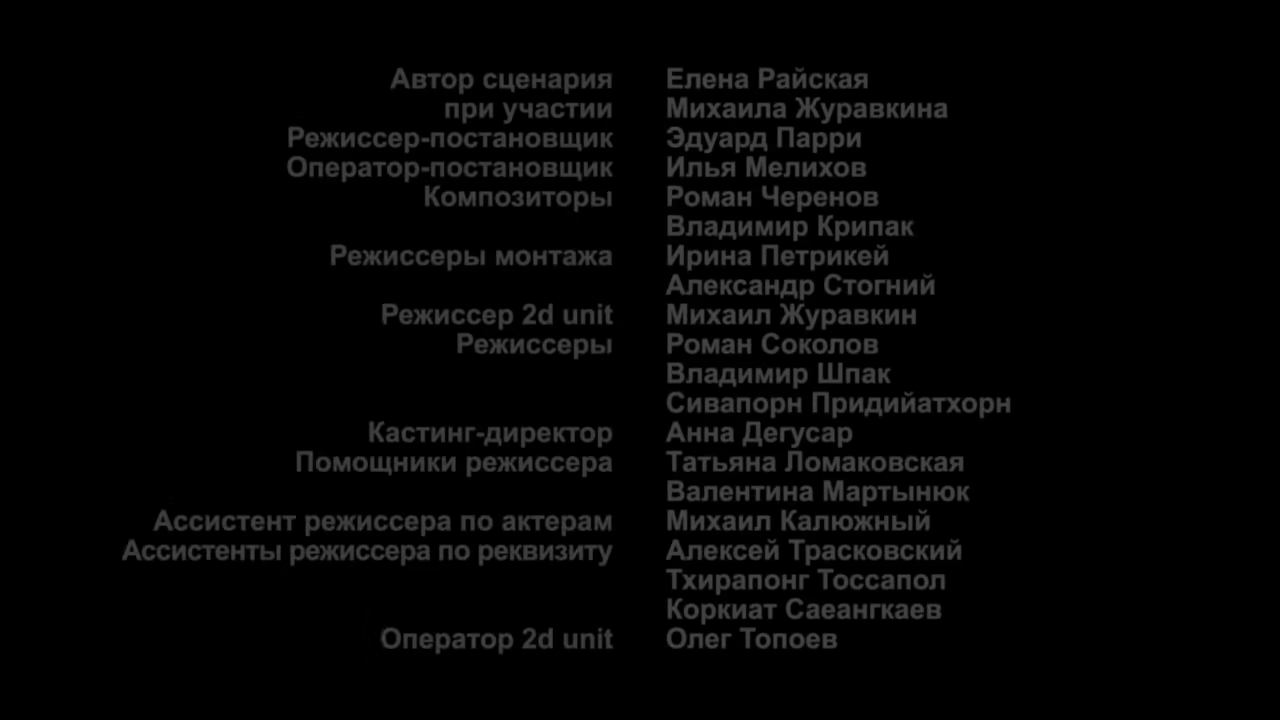 Автор сценария Елена Райская
при участии Михаила Журавкина
Режиссер-постановщик Эдуард Парри
Оператор-постановщик Илья Мелихов
Композиторы Роман Черенов
Владимир Крипак
Режиссеры монтажа Ирина Петрикей
Александр Стогний
Режиссер 2d unit Михаил Журавкин
Режиссеры Роман Соколов
Владимир Шпак
Сивапорн Придийатхорн
Кастинг-директор Анна Дегусар
Помощники режиссера Татьяна Ломаковская
Валентина Мартынюк
Ассистент режиссера по актерам Михаил Калюжный
Ассистенты режиссера по реквизиту Алексей Трасковский
Тхирапонг Тоссапол
Коркиат Саеангкаев
Оператор 2d unit Олег Топоев